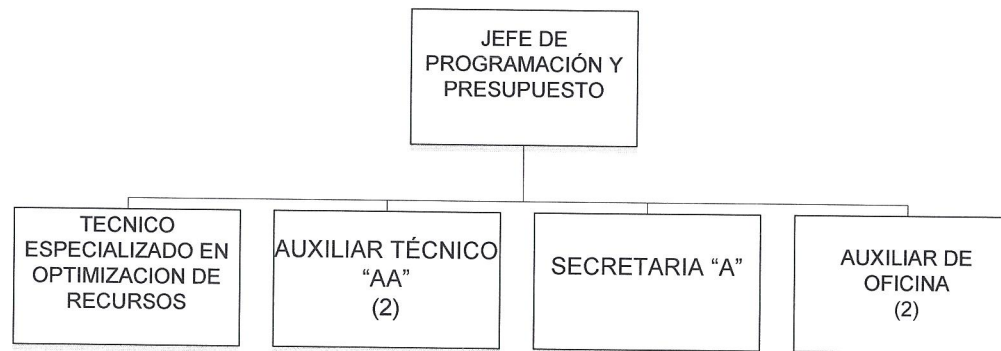 JEFE DE
PROGRAMACIÓN Y
PRESUPUESTO
TECNICO
ESPECIALIZADO EN
OPTIMIZACION DE
RECURSOS
AUXILIAR TÉCNICO
“AA”
(2)
SECRETARIA “A”
AUXILIAR DE
OFICINA
(2)